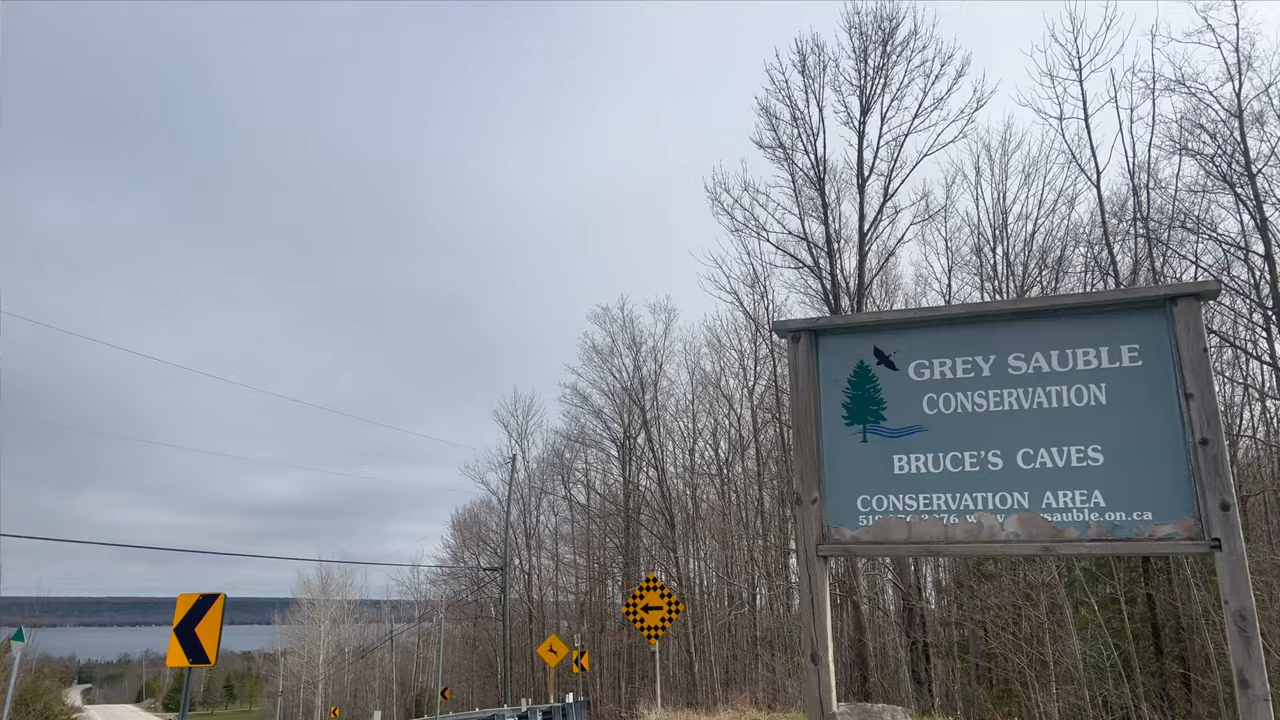 GREY SAUBLE
CONSERVATION
BRUCE'S CAVES
CONSERVATION AREA